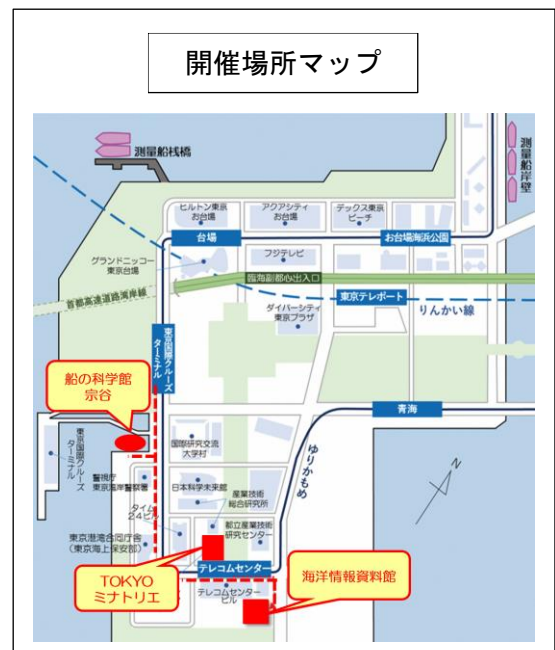 開催場所マップ
測量船桟橋
測量船岸壁
ヒルトン東京
お台場
アクアシティ
お台場
デックス東京
ビーチ
台場
お台場海浜公園
グランドニッコー
東京台場
フジテレビ
臨海副都心出入口
首都高速道路湾岸線
東京テレポート
りんかい線
ダイバーシティ
東京プラザ
東京国際クルーズ
ターミナル
船の科学館
宗谷
青海
東京国際クルーズ
ターミナル
国際研究交流
大学村
ゆりかもめ
N
警視庁
東京湾岸警察署
日本科学未来館
産業技術
総合研究所
タイム
24ビル
都立産業技術
研究センター
東京港湾合同庁舎
(東京海上保安部)
テレコムセンター
TOKYO
ミナトリエ
テレコムセンター
ビル
海洋情報資料館